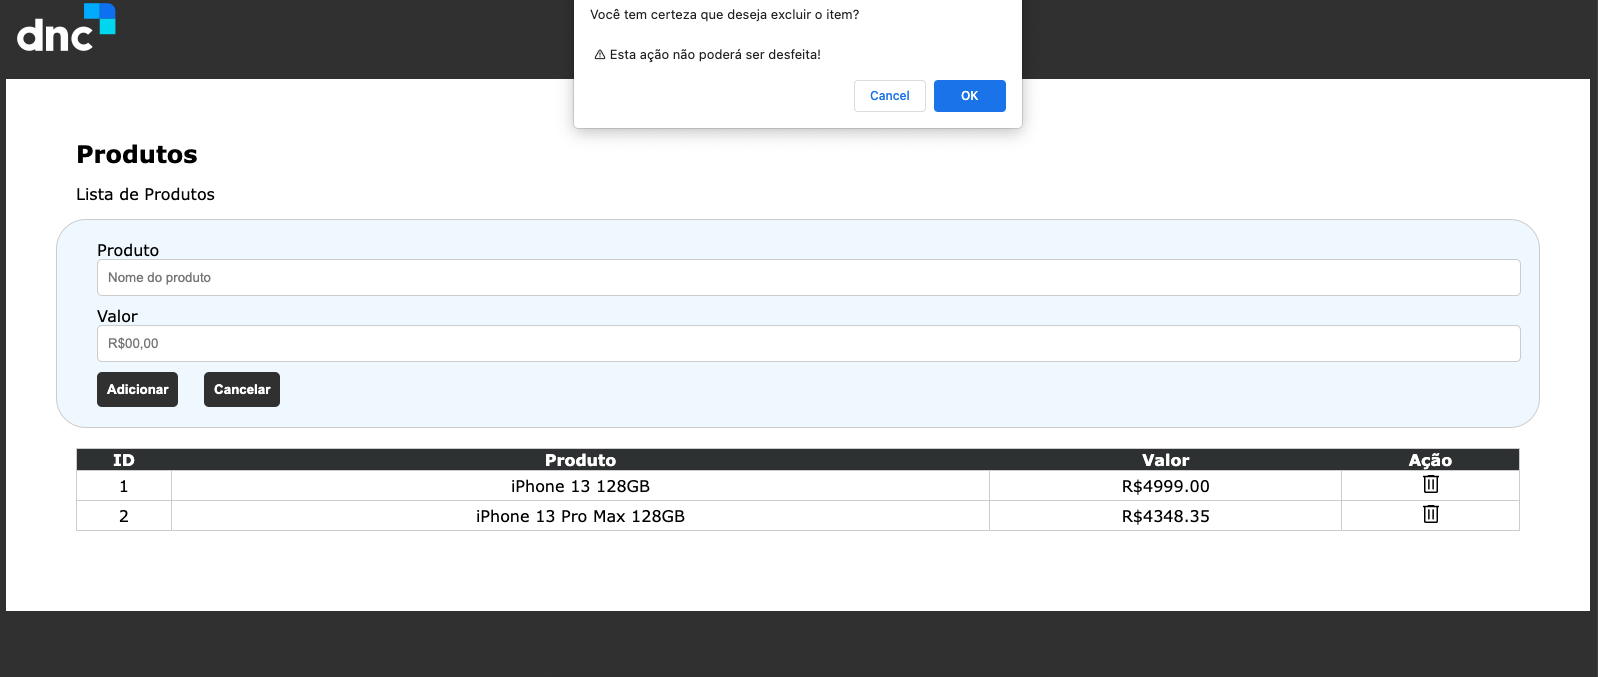 dnc
Você tem certeza que deseja excluir o item?
⚠ Esta ação não poderá ser desfeita!
Cancel OK
Produtos
Lista de Produtos
Produto
Nome do produto
Valor
R$00,00
Adicionar Cancelar
ID Produto Valor Ação
1 iPhone 13 128GB R$4999.00
2 iPhone 13 Pro Max 128GB R$4348.35